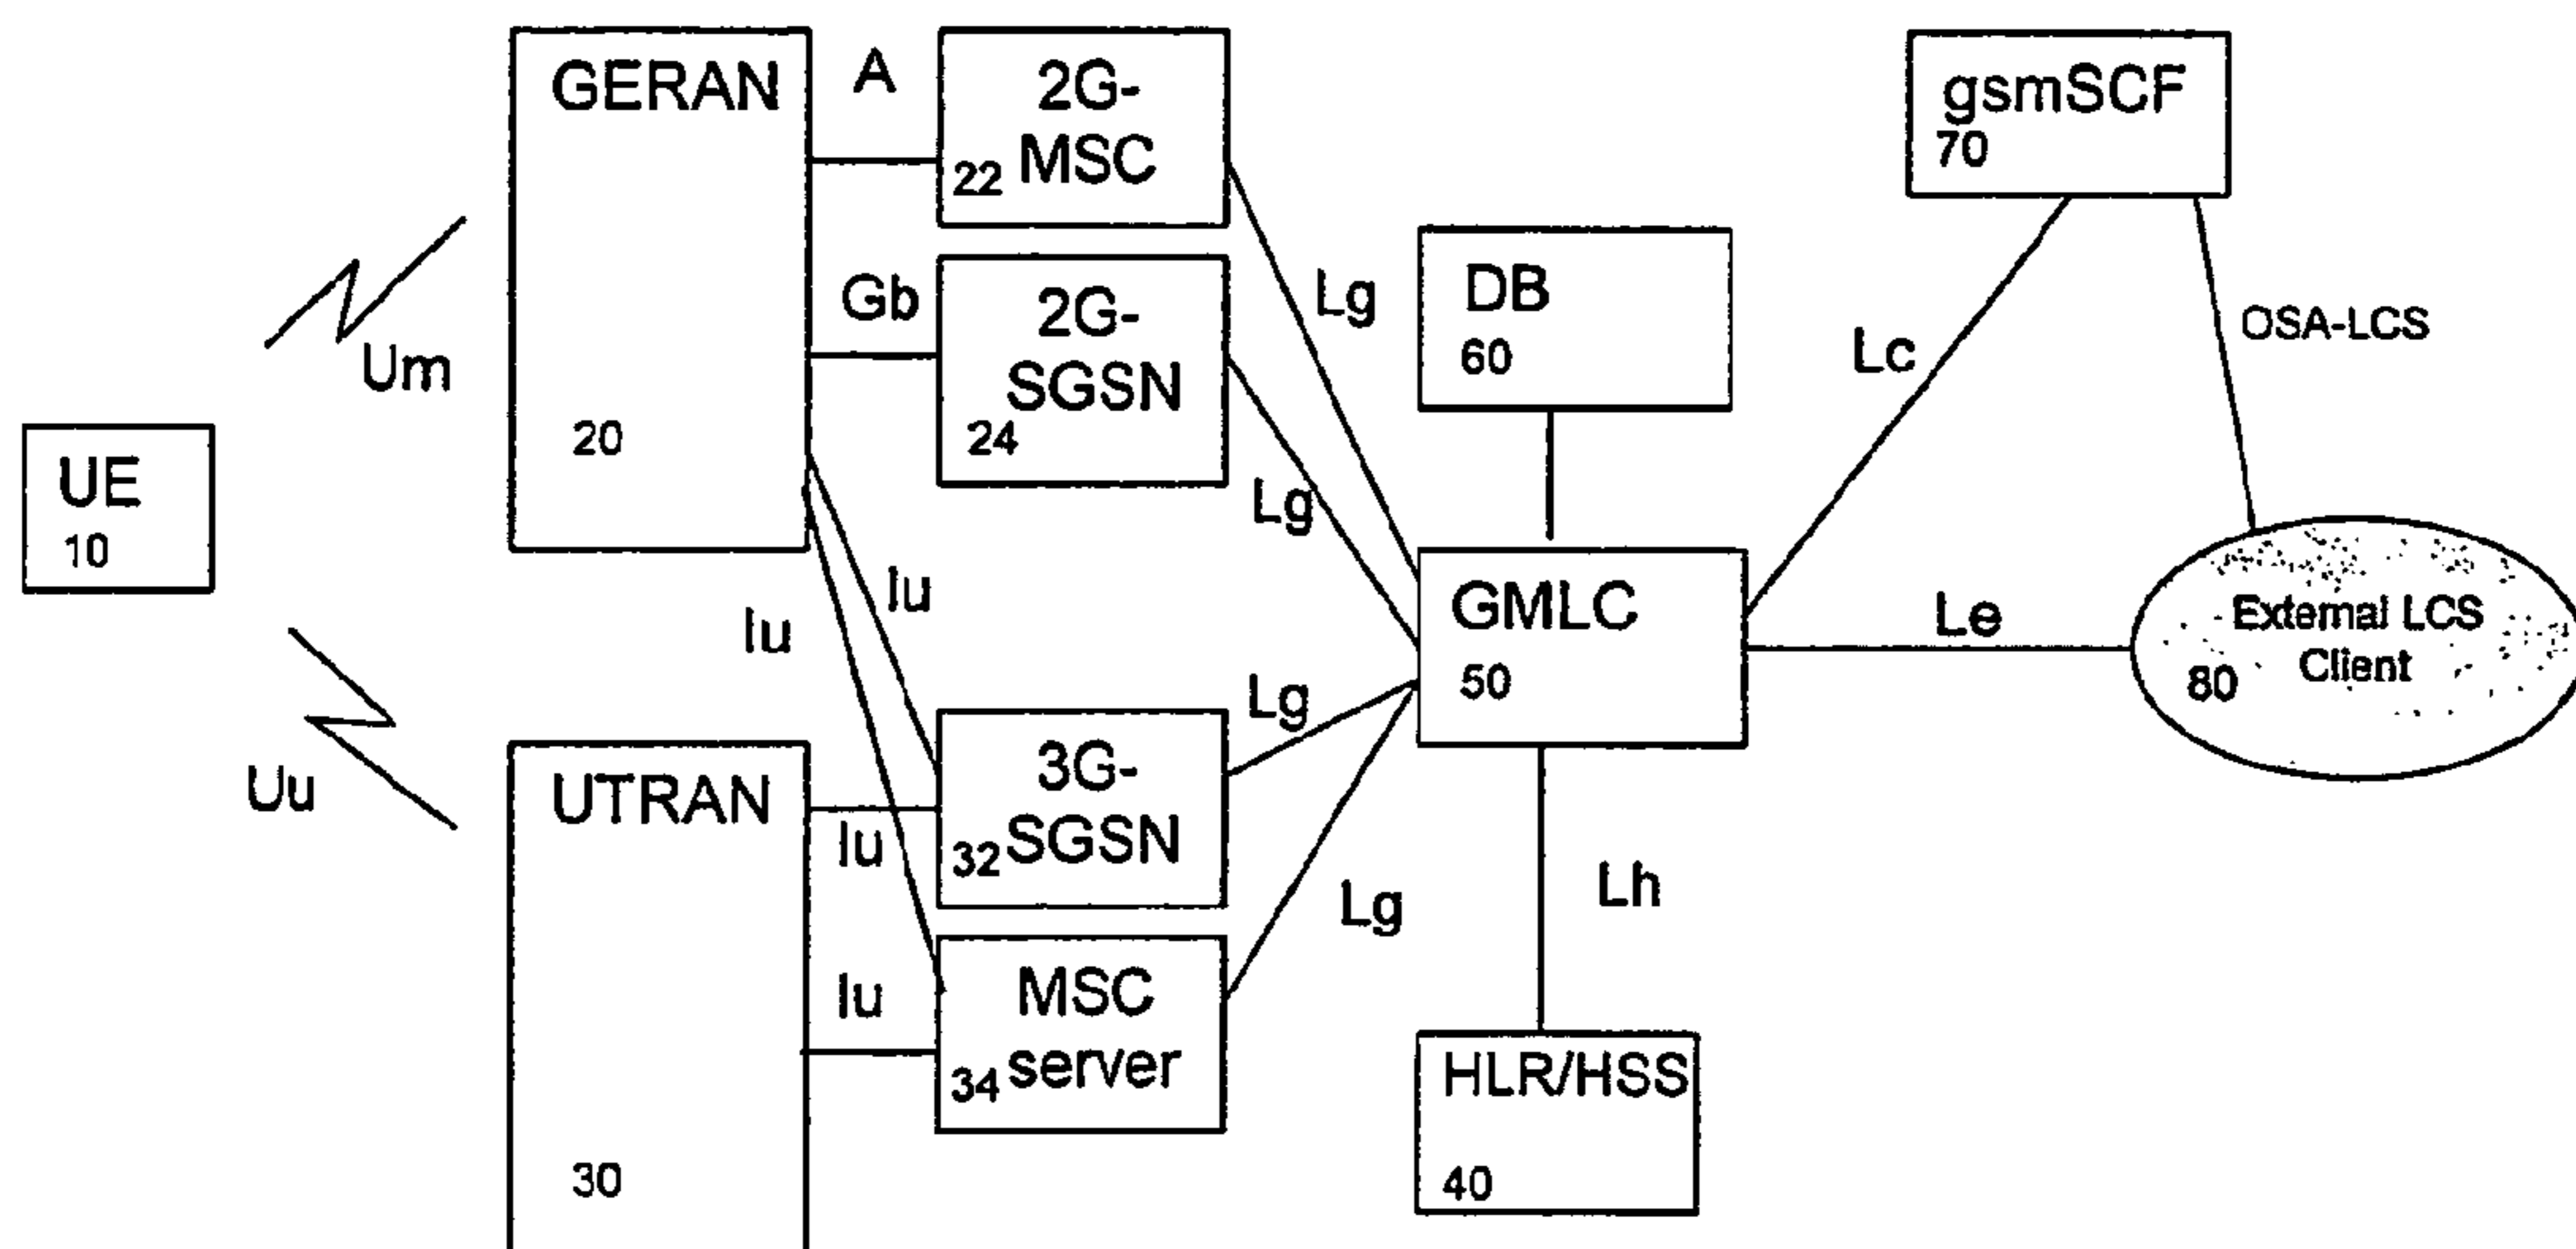 GERAN
20
A
2G-
MSC
22
Gb
2G-
SGSN
24
Um
UE
10
Uu
Iu
Iu
UTRAN
30
Iu
3G-
SGSN
32
Iu
MSC
server
34
Lg
Lg
Lg
Lg
DB
60
GMLC
50
Lh
HLR/HSS
40
gsmSCF
70
Lc
OSA-LCS
Le
External LCS
Client
80